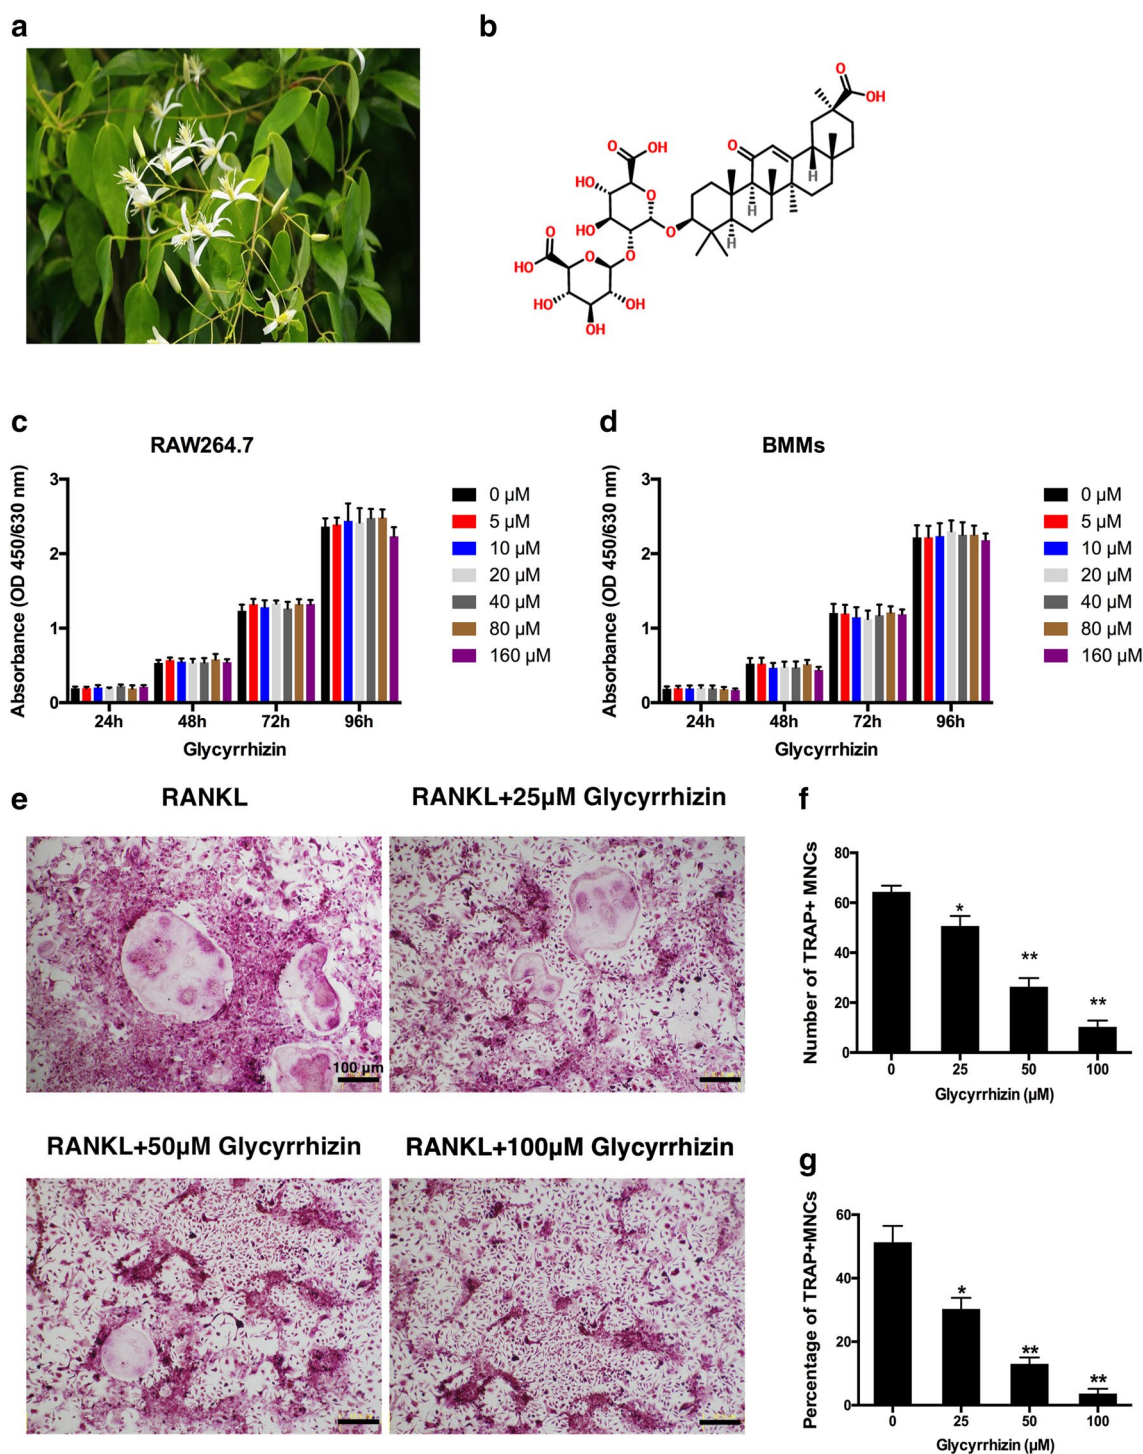 a
b
O
OH
O
OH
O
HO
O
HO
O
H
H
H
O
O
HO
O
O
HO
OH
OH
c
RAW264.7
Absorbance (OD 450/630 nm)
3
2
1
0
24h 48h 72h 96h
Glycyrrhizin
0 µM
5 µM
10 µM
20 µM
40 µM
80 µM
160 µM
d
BMMs
Absorbance (OD 450/630 nm)
3
2
1
0
24h 48h 72h 96h
Glycyrrhizin
0 µM
5 µM
10 µM
20 µM
40 µM
80 µM
160 µM
e
RANKL
RANKL+25µM Glycyrrhizin
100 µm
RANKL+50µM Glycyrrhizin
RANKL+100µM Glycyrrhizin
f
Number of TRAP+ MNCs
80
60
40
20
0
*
**
**
0 25 50 100
Glycyrrhizin (µM)
g
Percentage of TRAP+MNCs
60
40
20
0
*
**
**
0 25 50 100
Glycyrrhizin (µM)